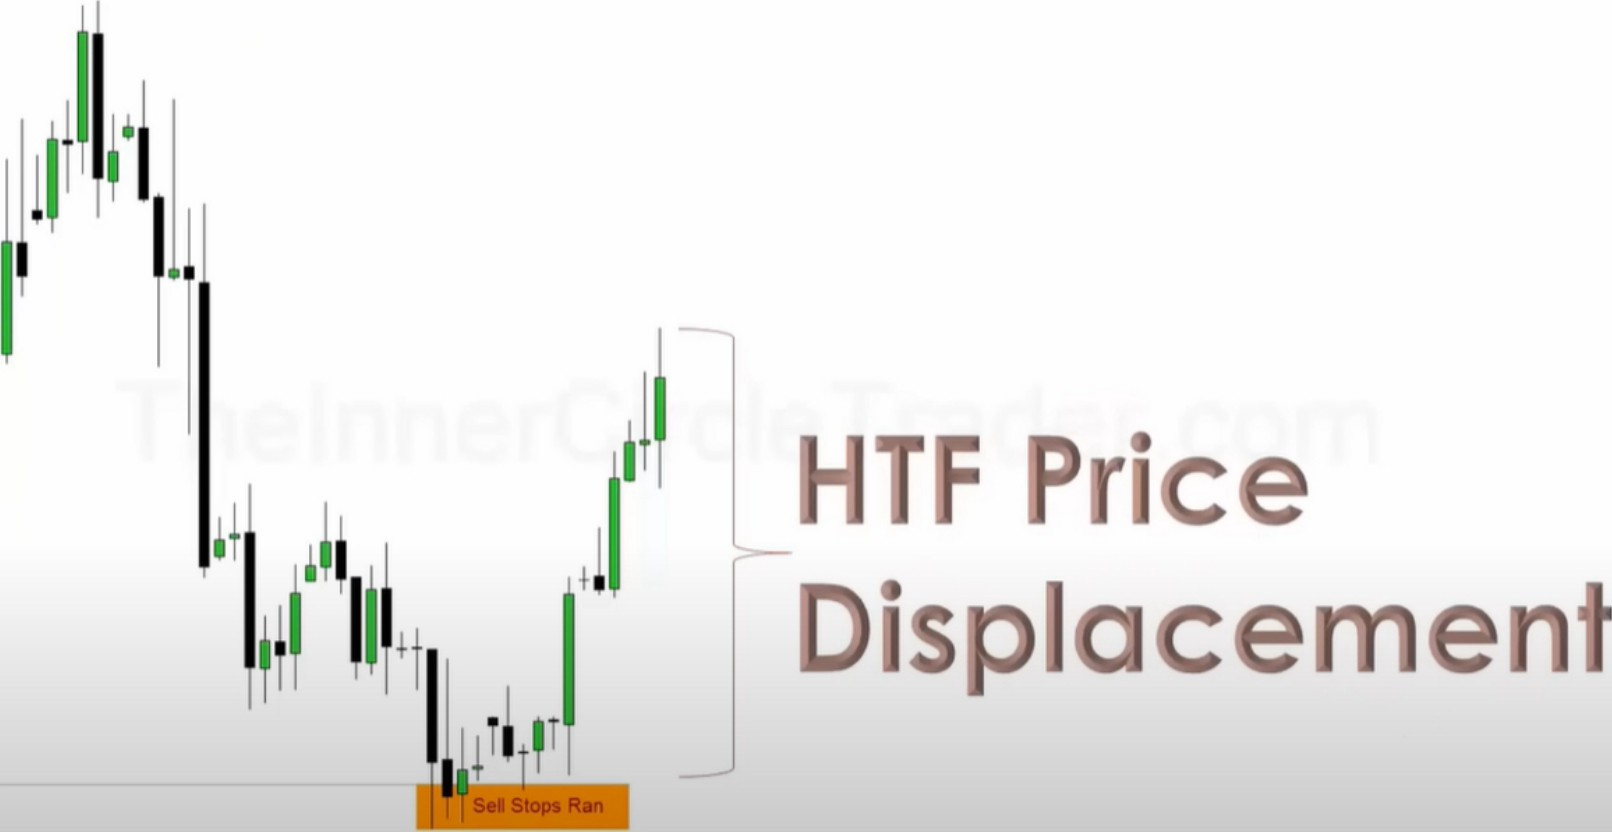 TheInnerCircleTrader.com
HTF Price
Displacement
Sell Stops Ran